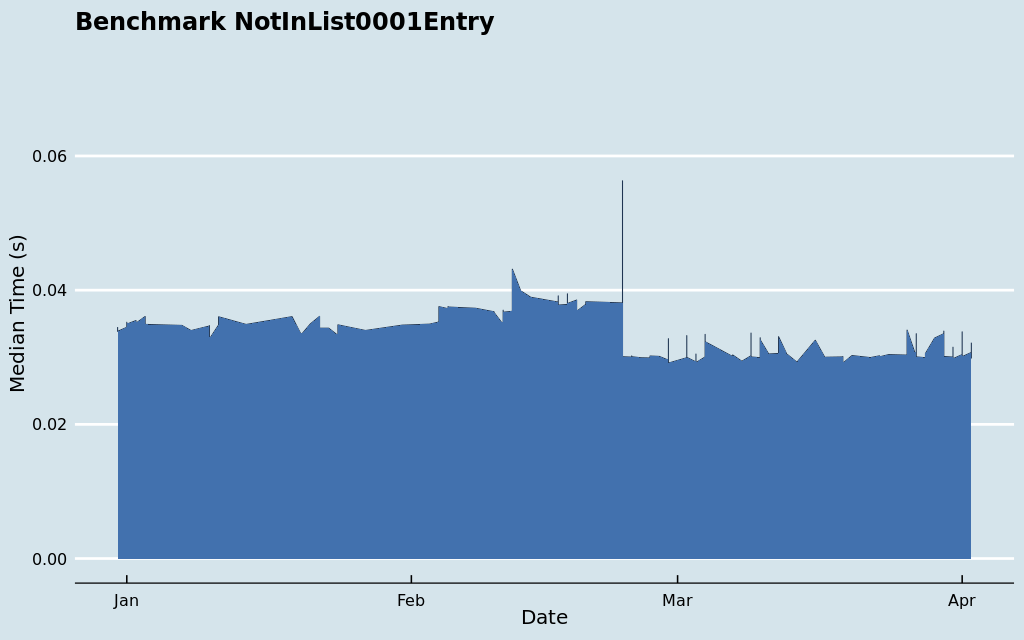 Benchmark NotInList0001Entry
Median Time (s)
0.06
0.04
0.02
0.00
Jan Feb Mar Apr
Date